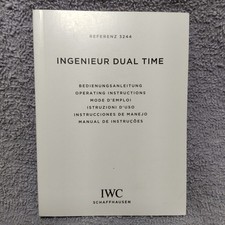 REFERENZ 3244
INGENIEUR DUAL TIME
BEDIENUNGSANLEITUNG
OPERATING INSTRUCTIONS
MODE D'EMPLOI
ISTRUZIONI D'USO
INSTRUCCIONES DE MANEJO
MANUAL DE INSTRUÇÕES
IWC
SCHAFFHAUSEN